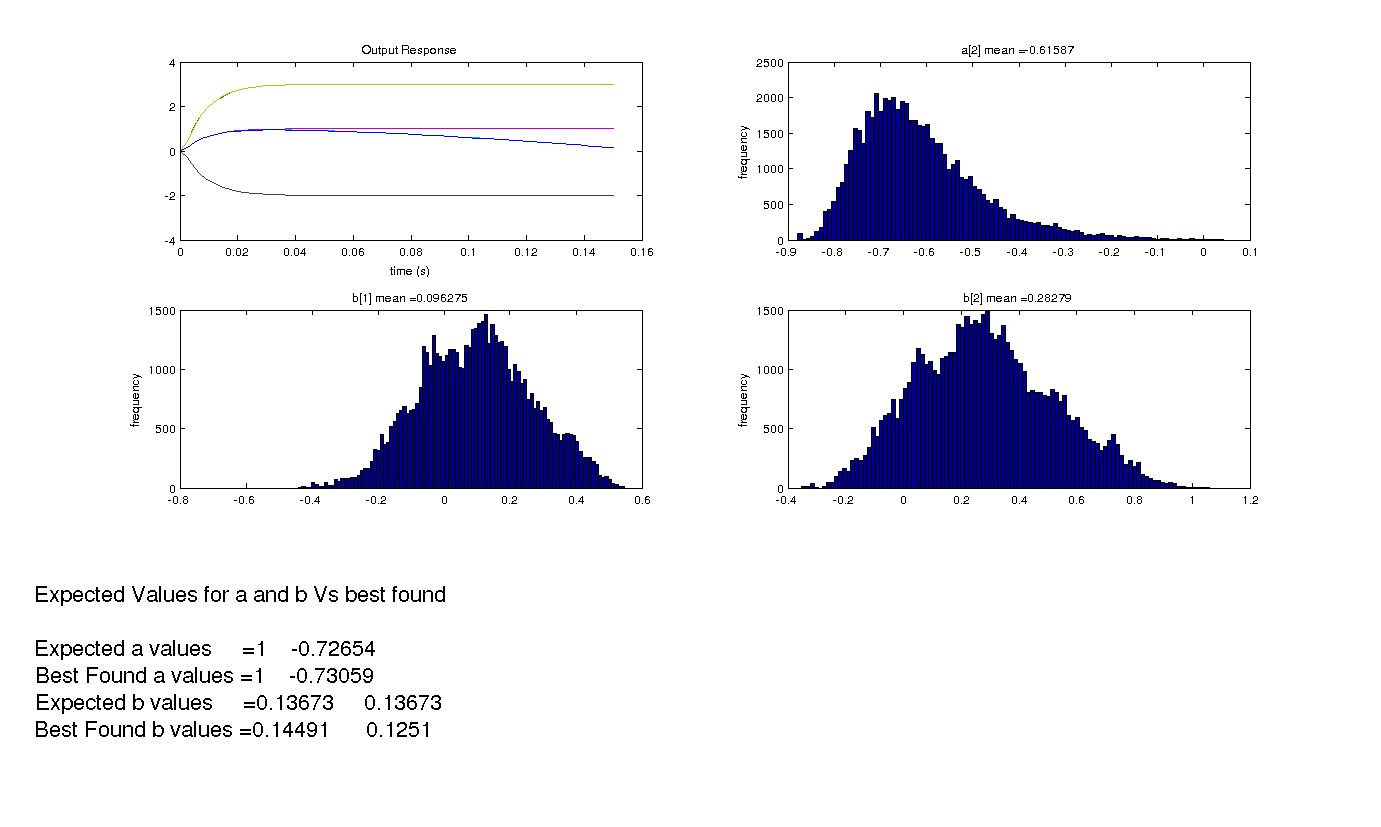 Output Response
4
2
0
-2
-4
0 0.02 0.04 0.06 0.08 0.1 0.12 0.14 0.16
time (s)
a[2] mean =-0.61587
frequency
2500
2000
1500
1000
500
0
-0.9 -0.8 -0.7 -0.6 -0.5 -0.4 -0.3 -0.2 -0.1 0 0.1
b[1] mean =0.096275
frequency
1500
1000
500
0
-0.8 -0.6 -0.4 -0.2 0 0.2 0.4 0.6
b[2] mean =0.28279
frequency
1500
1000
500
0
-0.4 -0.2 0 0.2 0.4 0.6 0.8 1 1.2
Expected Values for a and b Vs best found
Expected a values =1 -0.72654
Best Found a values =1 -0.73059
Expected b values =0.13673 0.13673
Best Found b values =0.14491 0.1251